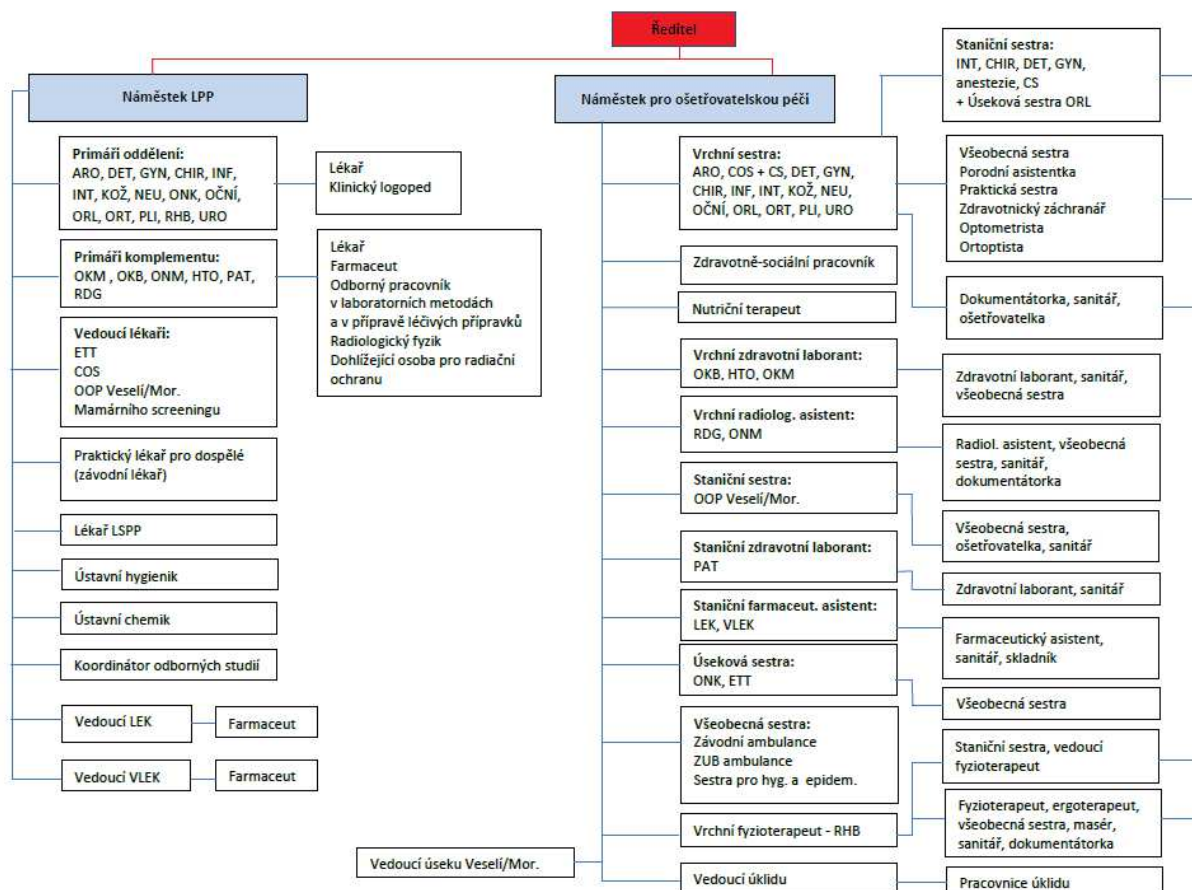 Ředitel
Náměstek LPP
Náměstek pro ošetřovatelskou péči
Primáři oddělení:
ARO, DET, GYN, CHIR, INF,
INT, KOŽ, NEU, ONK, OČNÍ,
ORL, ORT, PLI, RHB, URO
Lékař
Klinický logoped
Primáři komplementu:
OKM , OKB, ONM, HTO, PAT,
RDG
Lékař
Farmaceut
Odborný pracovník
v laboratorních metodách
a v přípravě léčivých přípravků
Radiologický fyzik
Dohlížející osoba pro radiační
ochranu
Vedoucí lékaři:
ETT
COS
OOP Veselí/Mor.
Mamárního screeningu
Praktický lékař pro dospělé
(závodní lékař)
Lékař LSPP
Ústavní hygienik
Ústavní chemik
Koordinátor odborných studií
Vedoucí LEK
Farmaceut
Vedoucí VLEK
Farmaceut
Vrchní sestra:
ARO, COS + CS, DET, GYN,
CHIR, INF, INT, KOŽ, NEU,
OČNÍ, ORL, ORT, PLI, URO
Staniční sestra:
INT, CHIR, DET, GYN,
anestezie, CS
+ Úseková sestra ORL
Všeobecná sestra
Porodní asistentka
Praktická sestra
Zdravotnický záchranář
Optometrista
Ortoptista
Dokumentátorka, sanitář,
ošetřovatelka
Zdravotně-sociální pracovník
Nutriční terapeut
Vrchní zdravotní laborant:
OKB, HTO, OKM
Zdravotní laborant, sanitář,
všeobecná sestra
Vrchní radiolog. asistent:
RDG, ONM
Radiol. asistent, všeobecná
sestra, sanitář,
dokumentátorka
Staniční sestra:
OOP Veselí/Mor.
Všeobecná sestra,
ošetřovatelka, sanitář
Staniční zdravotní laborant:
PAT
Zdravotní laborant, sanitář
Staniční farmaceut. asistent:
LEK, VLEK
Farmaceutický asistent,
sanitář, skladník
Úseková sestra:
ONK, ETT
Všeobecná sestra
Všeobecná sestra:
Závodní ambulance
ZUB ambulance
Sestra pro hyg. a epidem.
Vrchní fyzioterapeut - RHB
Staniční sestra, vedoucí
fyzioterapeut
Fyzioterapeut, ergoterapeut,
všeobecná sestra, masér,
sanitář, dokumentátorka
Vedoucí úseku Veselí/Mor.
Vedoucí úklidu
Pracovnice úklidu